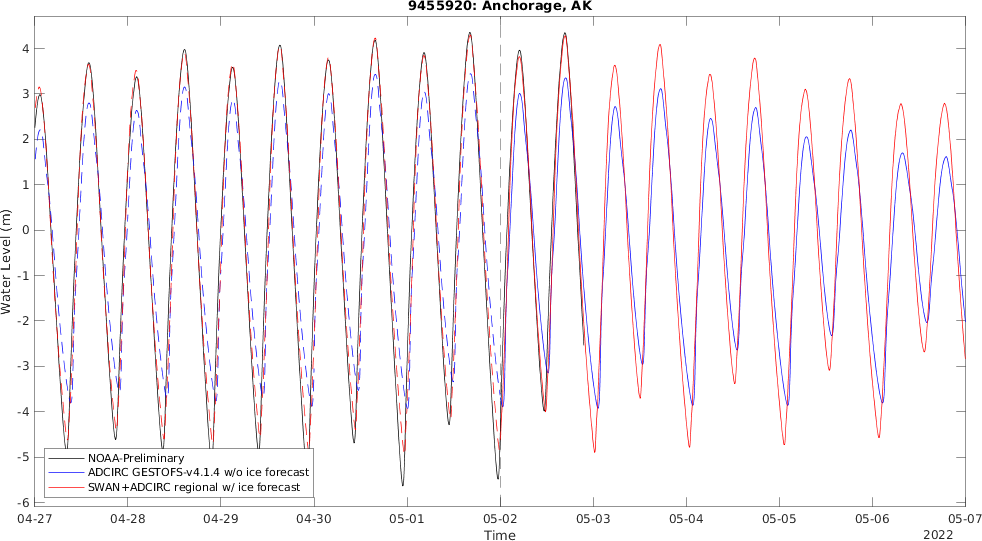 9455920: Anchorage, AK
4
3
2
1
0
-1
-2
-3
-4
-5
-6
Water Level (m)
NOAA-Preliminary
ADCIRC GESTOFS-v4.1.4 w/o ice forecast
SWAN+ADCIRC regional w/ ice forecast
04-27 04-28 04-29 04-30 05-01 05-02 05-03 05-04 05-05 05-06 05-07
Time
2022